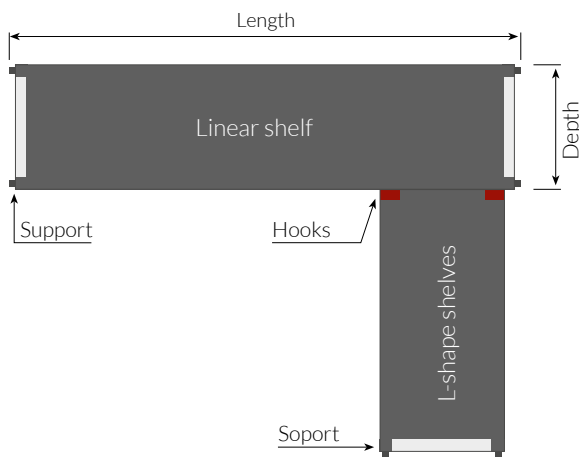 Length
Linear shelf
Depth
Support
Hooks
L-shape shelves
Soport